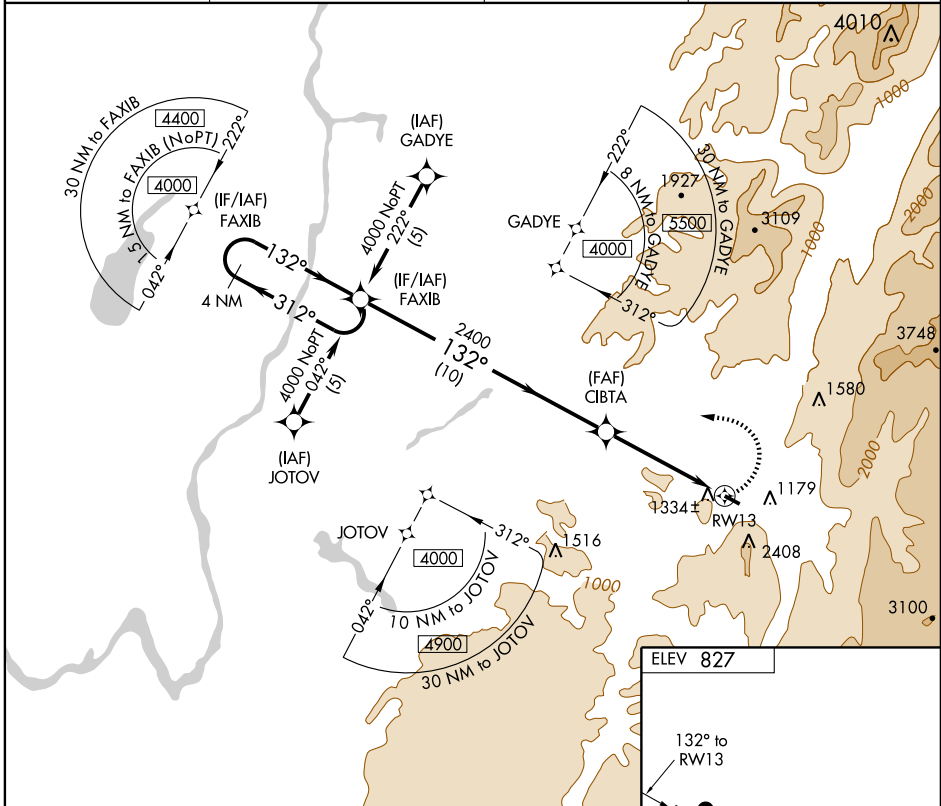 4010
1000
30 NM to FAXIB
4400
15 NM to FAXIB (NoPT)
222°
4000
042°
(IAF)
GADYE
4000 NoPT
222°
(5)
222°
30 NM to GADYE
8 NM to GADYE
1927
GADYE
5500
3109
4000
312°
1000
2000
(IF/IAF)
FAXIB
132°
312°
4 NM
(IF/IAF)
FAXIB
4000 NoPT
042°
(5)
(IAF)
JOTOV
2400
132°
(10)
(FAF)
CIBTA
3748
1580
2000
1334±
RW13
1179
2408
JOTOV
312°
4000
1516
042°
10 NM to JOTOV
4900
30 NM to JOTOV
1000
3100
ELEV 827
132° to
RW13